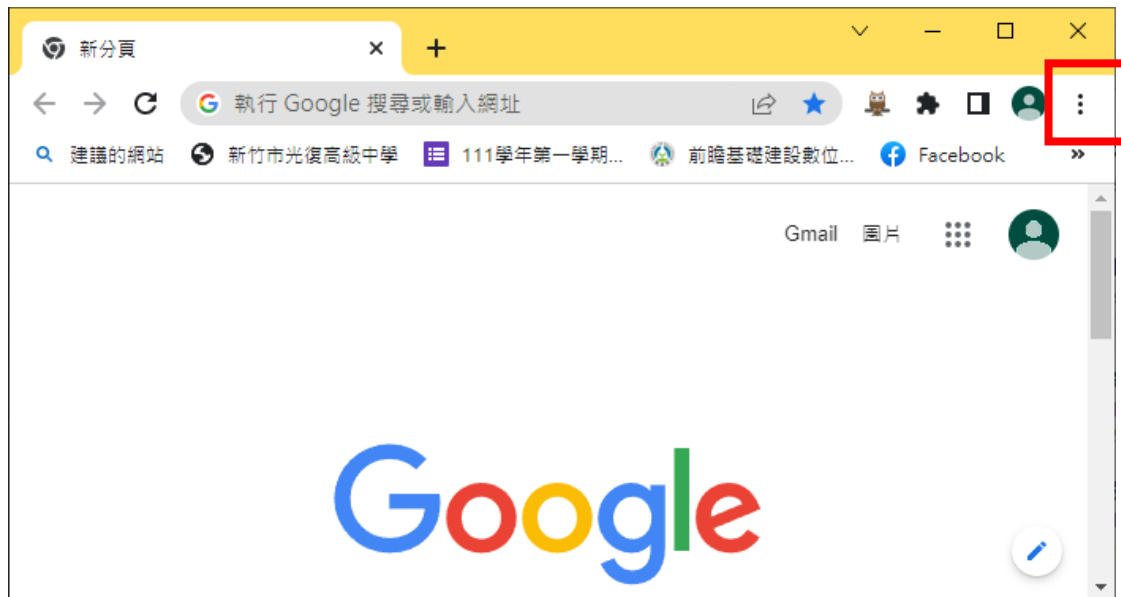 新分頁
執行 Google 搜尋或輸入網址
建議的網站 新竹市光復高級中學 111學年第一學期... 前瞻基礎建設數位... Facebook »
Gmail 圖片
Google